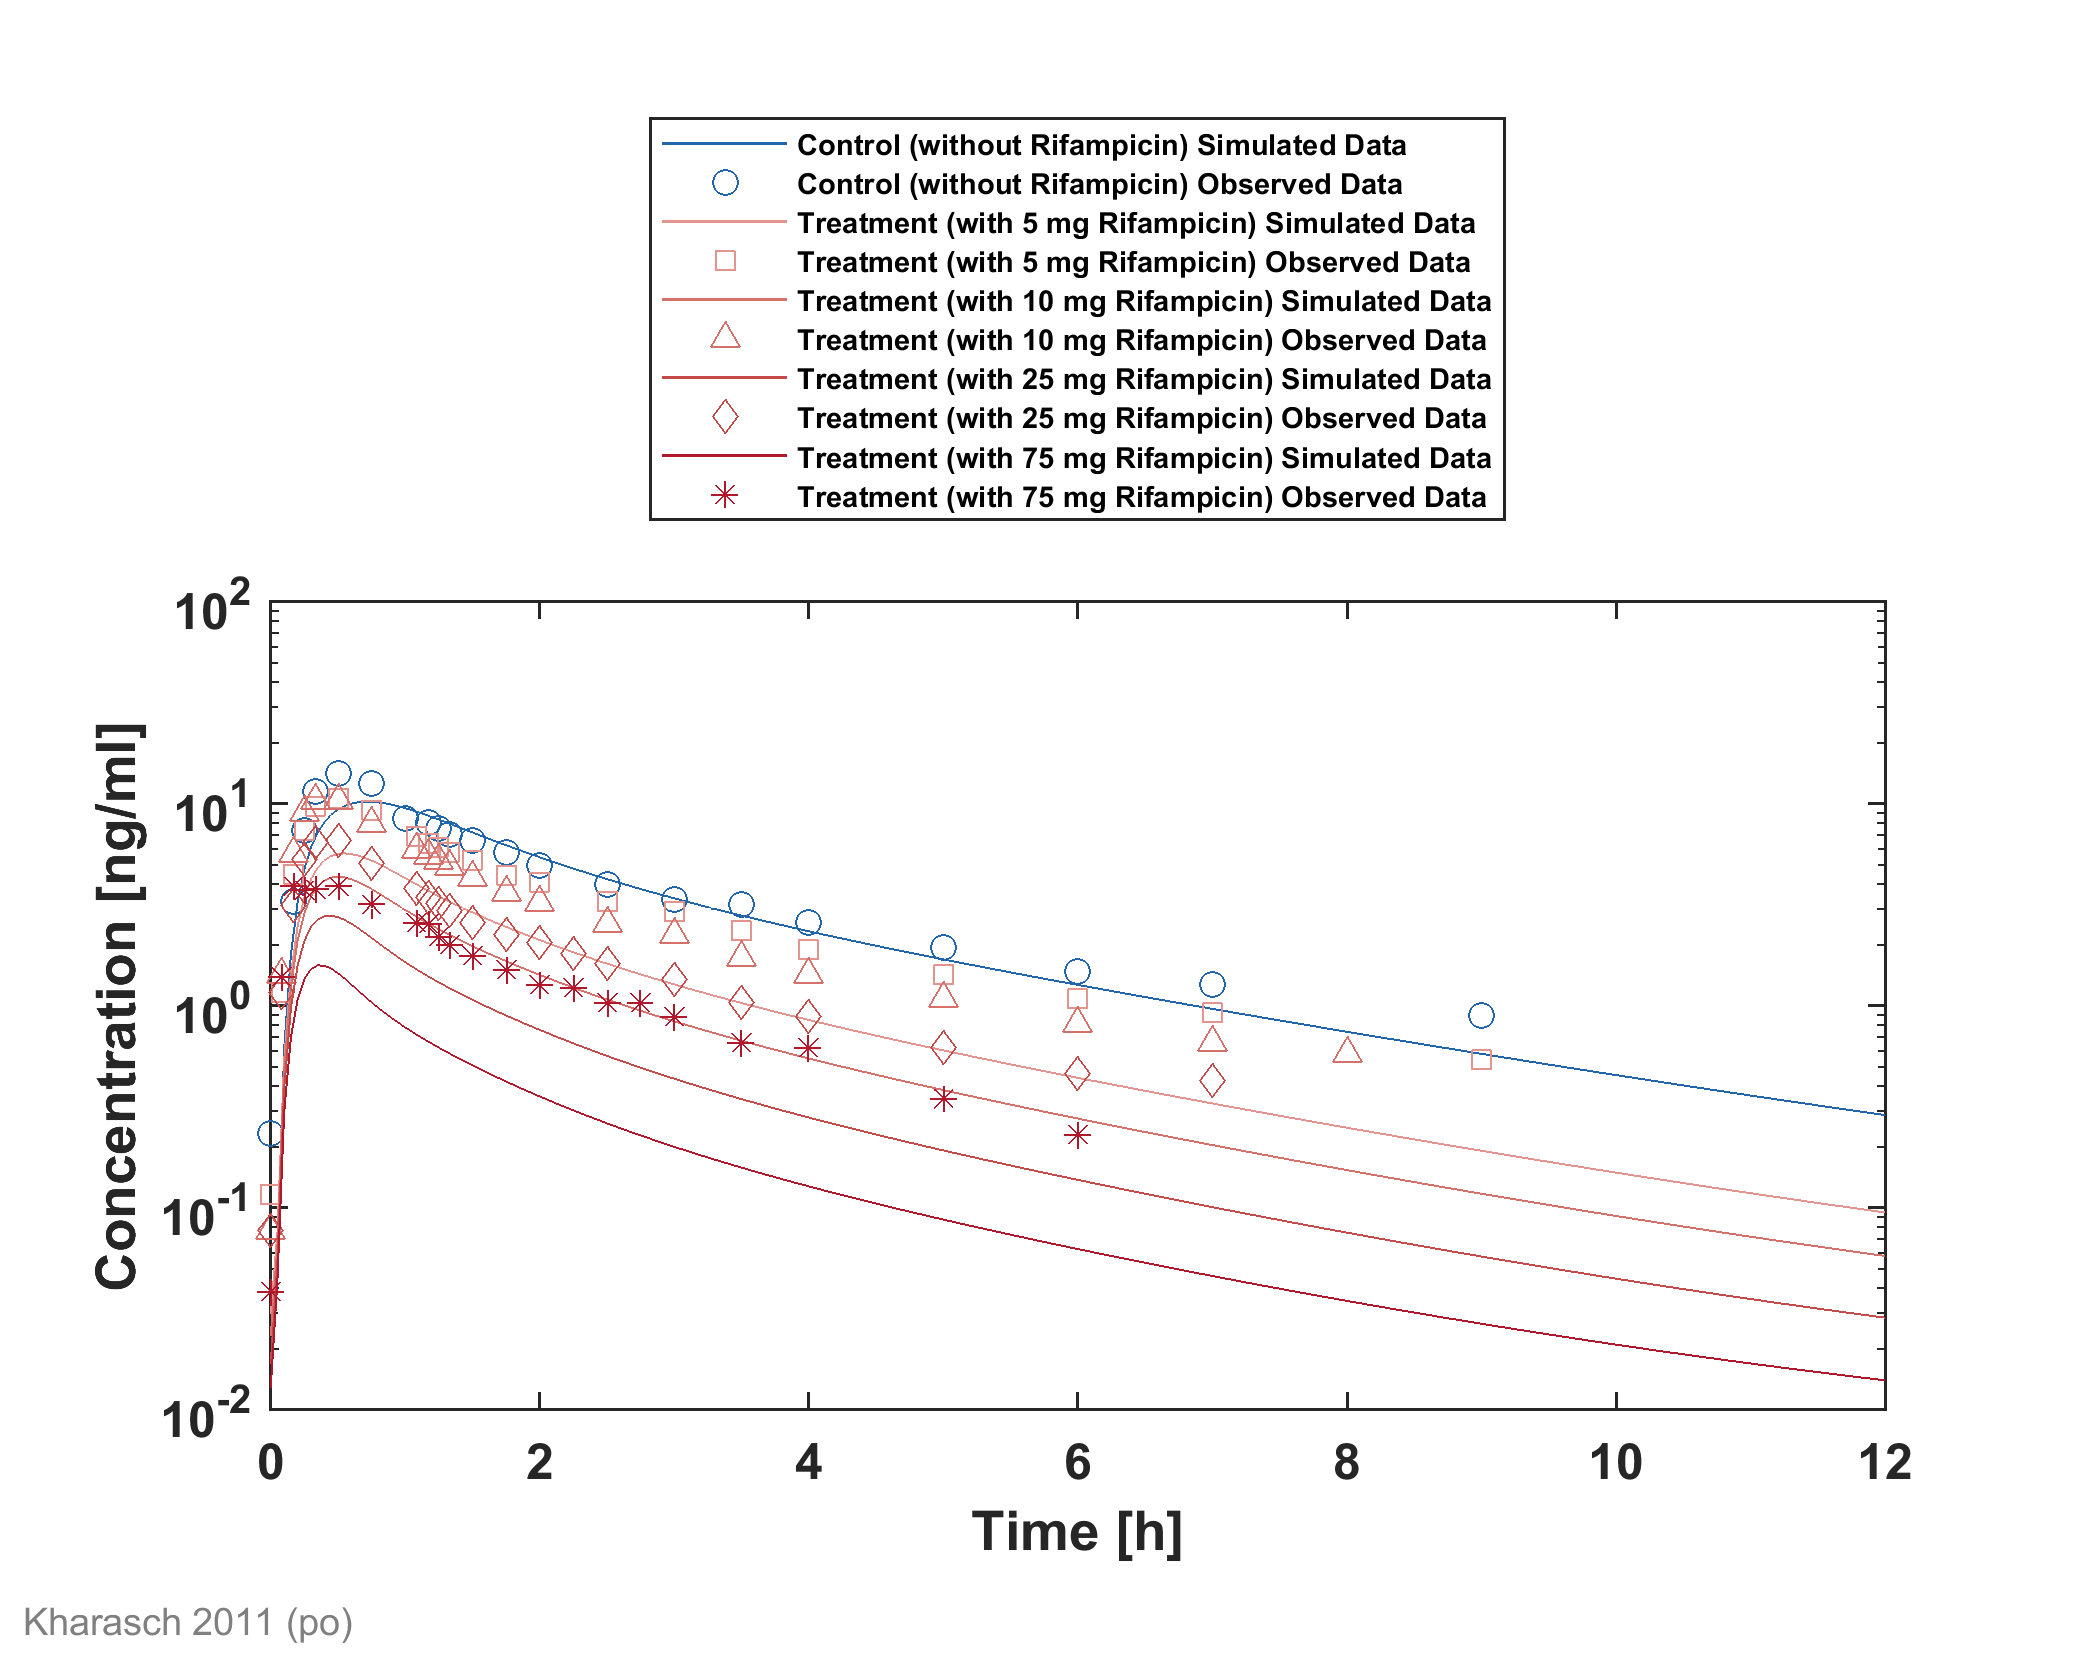 Control (without Rifampicin) Simulated Data
Control (without Rifampicin) Observed Data
Treatment (with 5 mg Rifampicin) Simulated Data
Treatment (with 5 mg Rifampicin) Observed Data
Treatment (with 10 mg Rifampicin) Simulated Data
Treatment (with 10 mg Rifampicin) Observed Data
Treatment (with 25 mg Rifampicin) Simulated Data
Treatment (with 25 mg Rifampicin) Observed Data
Treatment (with 75 mg Rifampicin) Simulated Data
Treatment (with 75 mg Rifampicin) Observed Data
10^2
10^1
10^0
10^-1
10^-2
Concentration [ng/ml]
0 2 4 6 8 10 12
Time [h]
Kharasch 2011 (po)